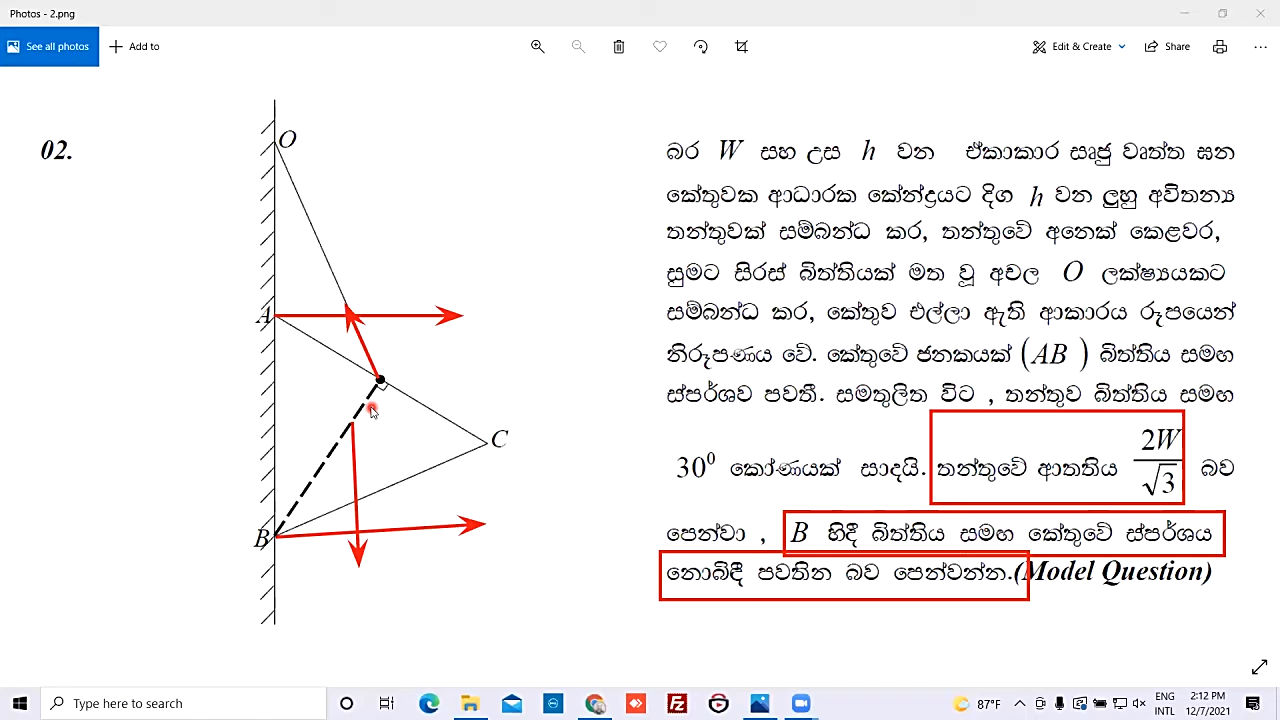 Photos - 2.png
See all photos
Add to
Edit & Create
Share
02.
O
A
C
B
බර W සහ උස h වන ඒකාකාර සෘජු වෘත්ත ඝන
කේතුවක ආධාරක කේන්ද්‍රයට දිග h වන ලුහු අවිතන්‍ය
තන්තුවක් සම්බන්ධ කර, තන්තුවේ අනෙක් කෙළවර,
සුමට සිරස් බිත්තියක් මත වූ අචල O ලක්ෂ්‍යයකට
සම්බන්ධ කර, කේතුව එල්ලා ඇති ආකාරය රූපයෙන්
නිරූපණය වේ. කේතුවේ ජනකයක් (AB) බිත්තිය සමඟ
ස්පර්ශව පවතී. සමතුලිත විට , තන්තුව බිත්තිය සමඟ
30⁰ කෝණයක් සාදයි. තන්තුවේ ආතතිය 2W/√3 බව
පෙන්වා , B හිදී බිත්තිය සමඟ කේතුවේ ස්පර්ශය
නොබිඳී පවතින බව පෙන්වන්න.(Model Question)
Type here to search
87°F
ENG
INTL
2:12 PM
12/7/2021